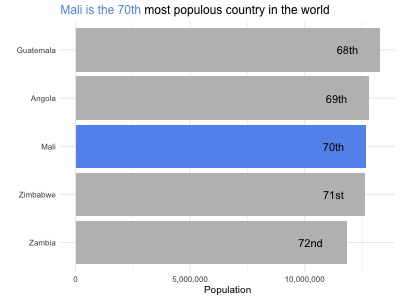 Mali is the 70th most populous country in the world
Guatemala
68th
Angola
69th
Mali
70th
Zimbabwe
71st
Zambia
72nd
0
5,000,000
10,000,000
Population